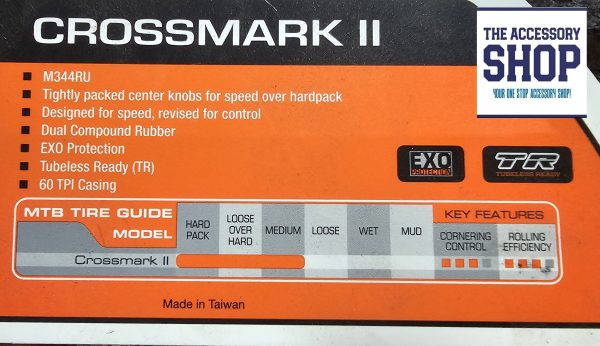 CROSSMARK II
THE ACCESSORY
SHOP
YOUR ONE STOP ACCESSORY SHOP!
M344RU
Tightly packed center knobs for speed over hardpack
Designed for speed, revised for control
Dual Compound Rubber
EXO Protection
Tubeless Ready (TR)
60 TPI Casing
EXO
PROTECTION
TR
TUBELESS READY
MTB TIRE GUIDE
MODEL
HARD
PACK
LOOSE
OVER
HARD
MEDIUM
LOOSE
WET
MUD
KEY FEATURES
CORNERING
CONTROL
ROLLING
EFFICIENCY
Crossmark II
Made in Taiwan